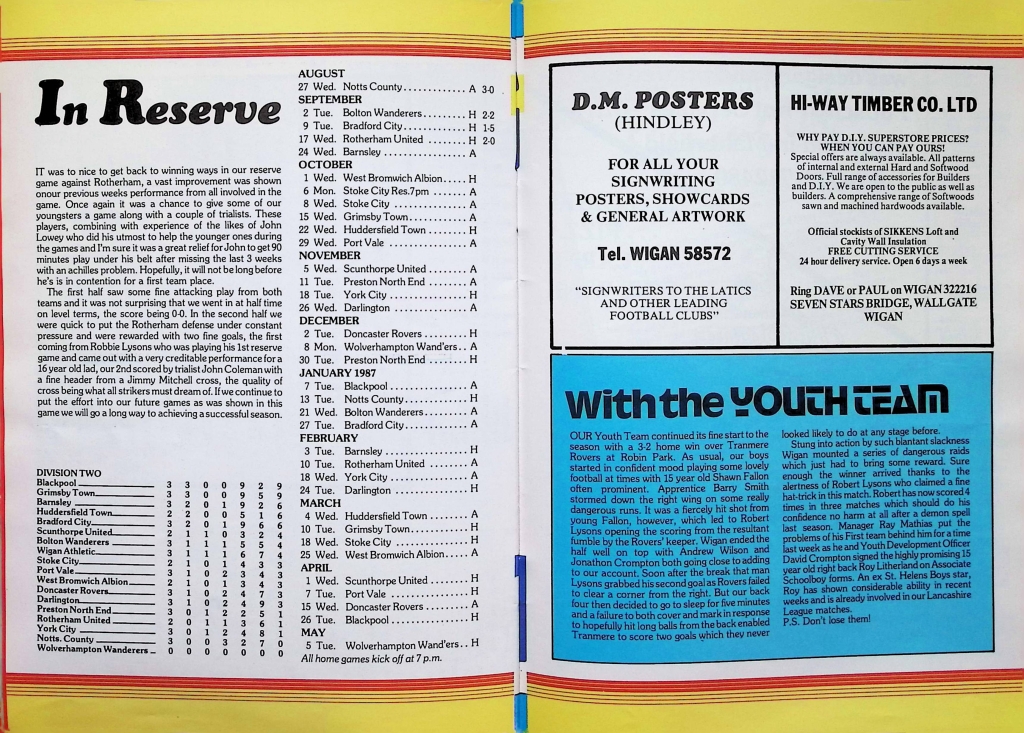 In Reserve
IT was to nice to get back to winning ways in our reserve
game against Rotherham, a vast improvement was shown
onour previous weeks performance from all involved in the
game. Once again it was a chance to give some of our
youngsters a game along with a couple of trialists. These
players, combining with experience of the likes of John
Lowey who did his utmost to help the younger ones during
the games and I'm sure it was a great relief for John to get 90
minutes play under his belt after missing the last 3 weeks
with an achilles problem. Hopefully, it will not be long before
he's is in contention for a first team place.
The first half saw some fine attacking play from both
teams and it was not surprising that we went in at half time
on level terms, the score being 0-0. In the second half we
were quick to put the Rotherham defense under constant
pressure and were rewarded with two fine goals, the first
coming from Robbie Lysons who was playing his 1st reserve
game and came out with a very creditable performance for a
16 year old lad, our 2nd scored by trialist John Coleman with
a fine header from a Jimmy Mitchell cross, the quality of
cross being what all strikers must dream of. If we continue to
put the effort into our future games as was shown in this
game we will go a long way to achieving a successful season.
DIVISION TWO
Blackpool 3 3 0 0 9 2 9
Grimsby Town 3 3 0 0 9 5 9
Barnsley 3 2 0 1 9 2 6
Huddersfield Town 2 2 0 0 5 1 6
Bradford City 3 2 0 1 9 6 6
Scunthorpe United 2 1 1 0 3 2 4
Bolton Wanderers 3 1 1 1 5 5 4
Wigan Athletic 3 1 1 1 6 7 4
Stoke City 2 1 0 1 4 3 3
Port Vale 3 1 0 2 3 4 3
West Bromwich Albion 2 1 0 1 3 4 3
Doncaster Rovers 3 1 0 2 4 7 3
Darlington 3 1 0 2 4 9 3
Preston North End 3 0 1 2 2 5 1
Rotherham United 2 0 1 1 3 6 1
York City 3 0 1 2 4 8 1
Notts. County 3 0 0 3 2 7 0
Wolverhampton Wanderers 0 0 0 0 0 0 0
AUGUST
27 Wed. Notts County............. A 3-0
SEPTEMBER
2 Tue. Bolton Wanderers......... H 2-2
9 Tue. Bradford City............. H 1-5
17 Wed. Rotherham United ....... H 2-0
24 Wed. Barnsley ................. A
OCTOBER
1 Wed. West Bromwich Albion..... H
6 Mon. Stoke City Res. 7pm ...... A
8 Wed. Stoke City ............... A
15 Wed. Grimsby Town............ A
22 Wed. Huddersfield Town ....... H
29 Wed. Port Vale ................ A
NOVEMBER
5 Wed. Scunthorpe United ....... A
11 Tue. Preston North End ........ A
18 Tue. York City ................ H
26 Wed. Darlington ............... A
DECEMBER
2 Tue. Doncaster Rovers ........ H
8 Mon. Wolverhampton Wand'ers.. A
30 Tue. Preston North End ........ H
JANUARY 1987
7 Tue. Blackpool ................ A
13 Tue. Notts County............. H
21 Wed. Bolton Wanderers......... A
27 Tue. Bradford City............. A
FEBRUARY
3 Tue. Barnsley ................. H
10 Tue. Rotherham United ....... A
18 Wed. York City ................ A
24 Tue. Darlington ............... H
MARCH
4 Wed. Huddersfield Town ....... A
10 Tue. Grimsby Town............ H
18 Wed. Stoke City ............... H
25 Wed. West Bromwich Albion..... A
APRIL
1 Wed. Scunthorpe United ....... H
7 Tue. Port Vale ................ H
15 Wed. Doncaster Rovers ........ A
26 Tue. Blackpool ................ H
MAY
5 Tue. Wolverhampton Wand'ers.. H
All home games kick off at 7 p.m.
D.M. POSTERS
(HINDLEY)
FOR ALL YOUR
SIGNWRITING
POSTERS, SHOWCARDS
& GENERAL ARTWORK
Tel. WIGAN 58572
"SIGNWRITERS TO THE LATICS
AND OTHER LEADING
FOOTBALL CLUBS"
HI-WAY TIMBER CO. LTD
WHY PAY D.I.Y. SUPERSTORE PRICES?
WHEN YOU CAN PAY OURS!
Special offers are always available. All patterns
of internal and external Hard and Softwood
Doors. Full range of accessories for Builders
and D.I.Y. We are open to the public as well as
builders. A comprehensive range of Softwoods
sawn and machined hardwoods available.
Official stockists of SIKKENS Loft and
Cavity Wall Insulation
FREE CUTTING SERVICE
24 hour delivery service. Open 6 days a week
Ring DAVE or PAUL on WIGAN 322216
SEVEN STARS BRIDGE, WALLGATE
WIGAN
With the YOUTH TEAM
OUR Youth Team continued its fine start to the
season with a 3-2 home win over Tranmere
Rovers at Robin Park. As usual, our boys
started in confident mood playing some lovely
football at times with 15 year old Shawn Fallon
often prominent. Apprentice Barry Smith
stormed down the right wing on some really
dangerous runs. It was a fiercely hit shot from
young Fallon, however, which led to Robert
Lysons opening the scoring from the resultant
fumble by the Rovers' keeper. Wigan ended the
half well on top with Andrew Wilson and
Jonathon Crompton both going close to adding
to our account. Soon after the break that man
Lysons grabbed his second goal as Rovers failed
to clear a corner from the right. But our back
four then decided to go to sleep for five minutes
and a failure to both cover and mark in response
to hopefully hit long balls from the back enabled
Tranmere to score two goals which they never
looked likely to do at any stage before.
Stung into action by such blantant slackness
Wigan mounted a series of dangerous raids
which just had to bring some reward. Sure
enough the winner arrived thanks to the
alertness of Robert Lysons who claimed a fine
hat-trick in this match. Robert has now scored 4
times in three matches which should do his
confidence no harm at all after a demon spell
last season. Manager Ray Mathias put the
problems of his First team behind him for a time
last week as he and Youth Development Officer
David Crompton signed the highly promising 15
year old right back Roy Litherland on Associate
Schoolboy forms. An ex St. Helens Boys star,
Roy has shown considerable ability in recent
weeks and is already involved in our Lancashire
League matches.
P.S. Don't lose them!